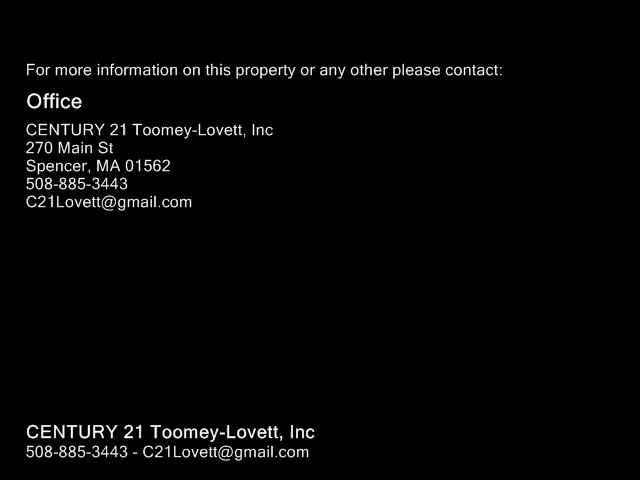 For more information on this property or any other please contact:
Office
CENTURY 21 Toomey-Lovett, Inc
270 Main St
Spencer, MA 01562
508-885-3443
C21Lovett@gmail.com
CENTURY 21 Toomey-Lovett, Inc
508-885-3443 - C21Lovett@gmail.com